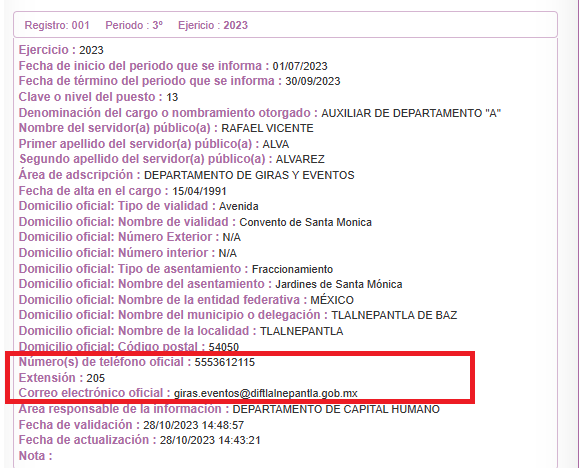 Registro: 001 Periodo : 3º Ejericio : 2023
Ejercicio : 2023
Fecha de inicio del periodo que se informa : 01/07/2023
Fecha de término del periodo que se informa : 30/09/2023
Clave o nivel del puesto : 13
Denominación del cargo o nombramiento otorgado : AUXILIAR DE DEPARTAMENTO "A"
Nombre del servidor(a) público(a) : RAFAEL VICENTE
Primer apellido del servidor(a) público(a) : ALVA
Segundo apellido del servidor(a) público(a) : ALVAREZ
Área de adscripción : DEPARTAMENTO DE GIRAS Y EVENTOS
Fecha de alta en el cargo : 15/04/1991
Domicilio oficial: Tipo de vialidad : Avenida
Domicilio oficial: Nombre de vialidad : Convento de Santa Monica
Domicilio oficial: Número Exterior : N/A
Domicilio oficial: Número interior : N/A
Domicilio oficial: Tipo de asentamiento : Fraccionamiento
Domicilio oficial: Nombre del asentamiento : Jardines de Santa Mónica
Domicilio oficial: Nombre de la entidad federativa : MÉXICO
Domicilio oficial: Nombre del municipio o delegación : TLALNEPANTLA DE BAZ
Domicilio oficial: Nombre de la localidad : TLALNEPANTLA
Domicilio oficial: Código postal : 54050
Número(s) de teléfono oficial : 5553612115
Extensión : 205
Correo electrónico oficial : giras.eventos@diftlalnepantla.gob.mx
Área responsable de la información : DEPARTAMENTO DE CAPITAL HUMANO
Fecha de validación : 28/10/2023 14:48:57
Fecha de actualización : 28/10/2023 14:43:21
Nota :